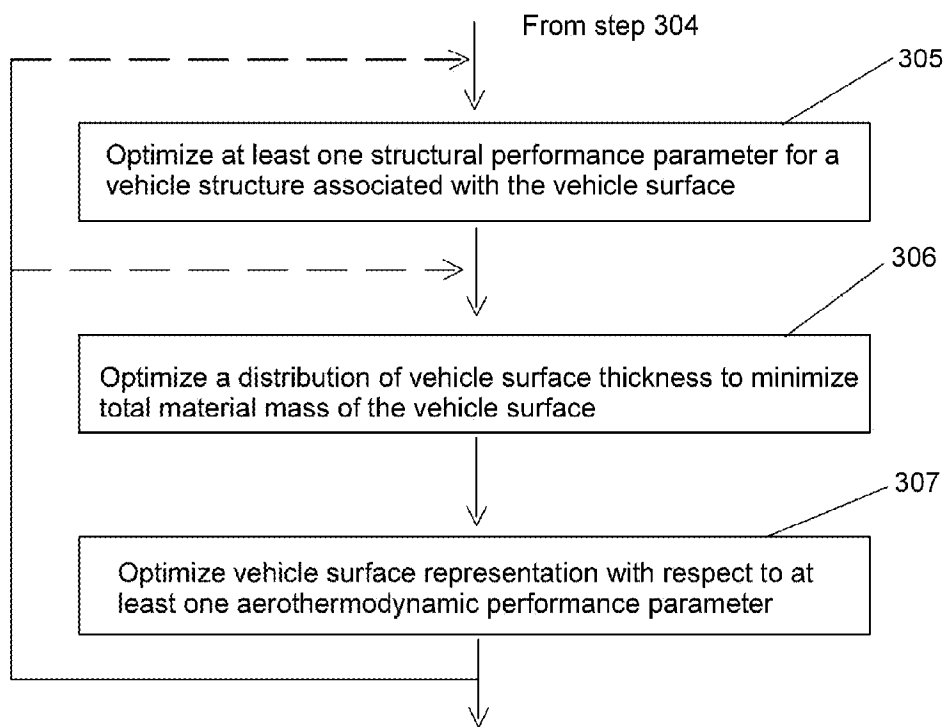 From step 304
305
Optimize at least one structural performance parameter for a
vehicle structure associated with the vehicle surface
306
Optimize a distribution of vehicle surface thickness to minimize
total material mass of the vehicle surface
307
Optimize vehicle surface representation with respect to at
least one aerothermodynamic performance parameter